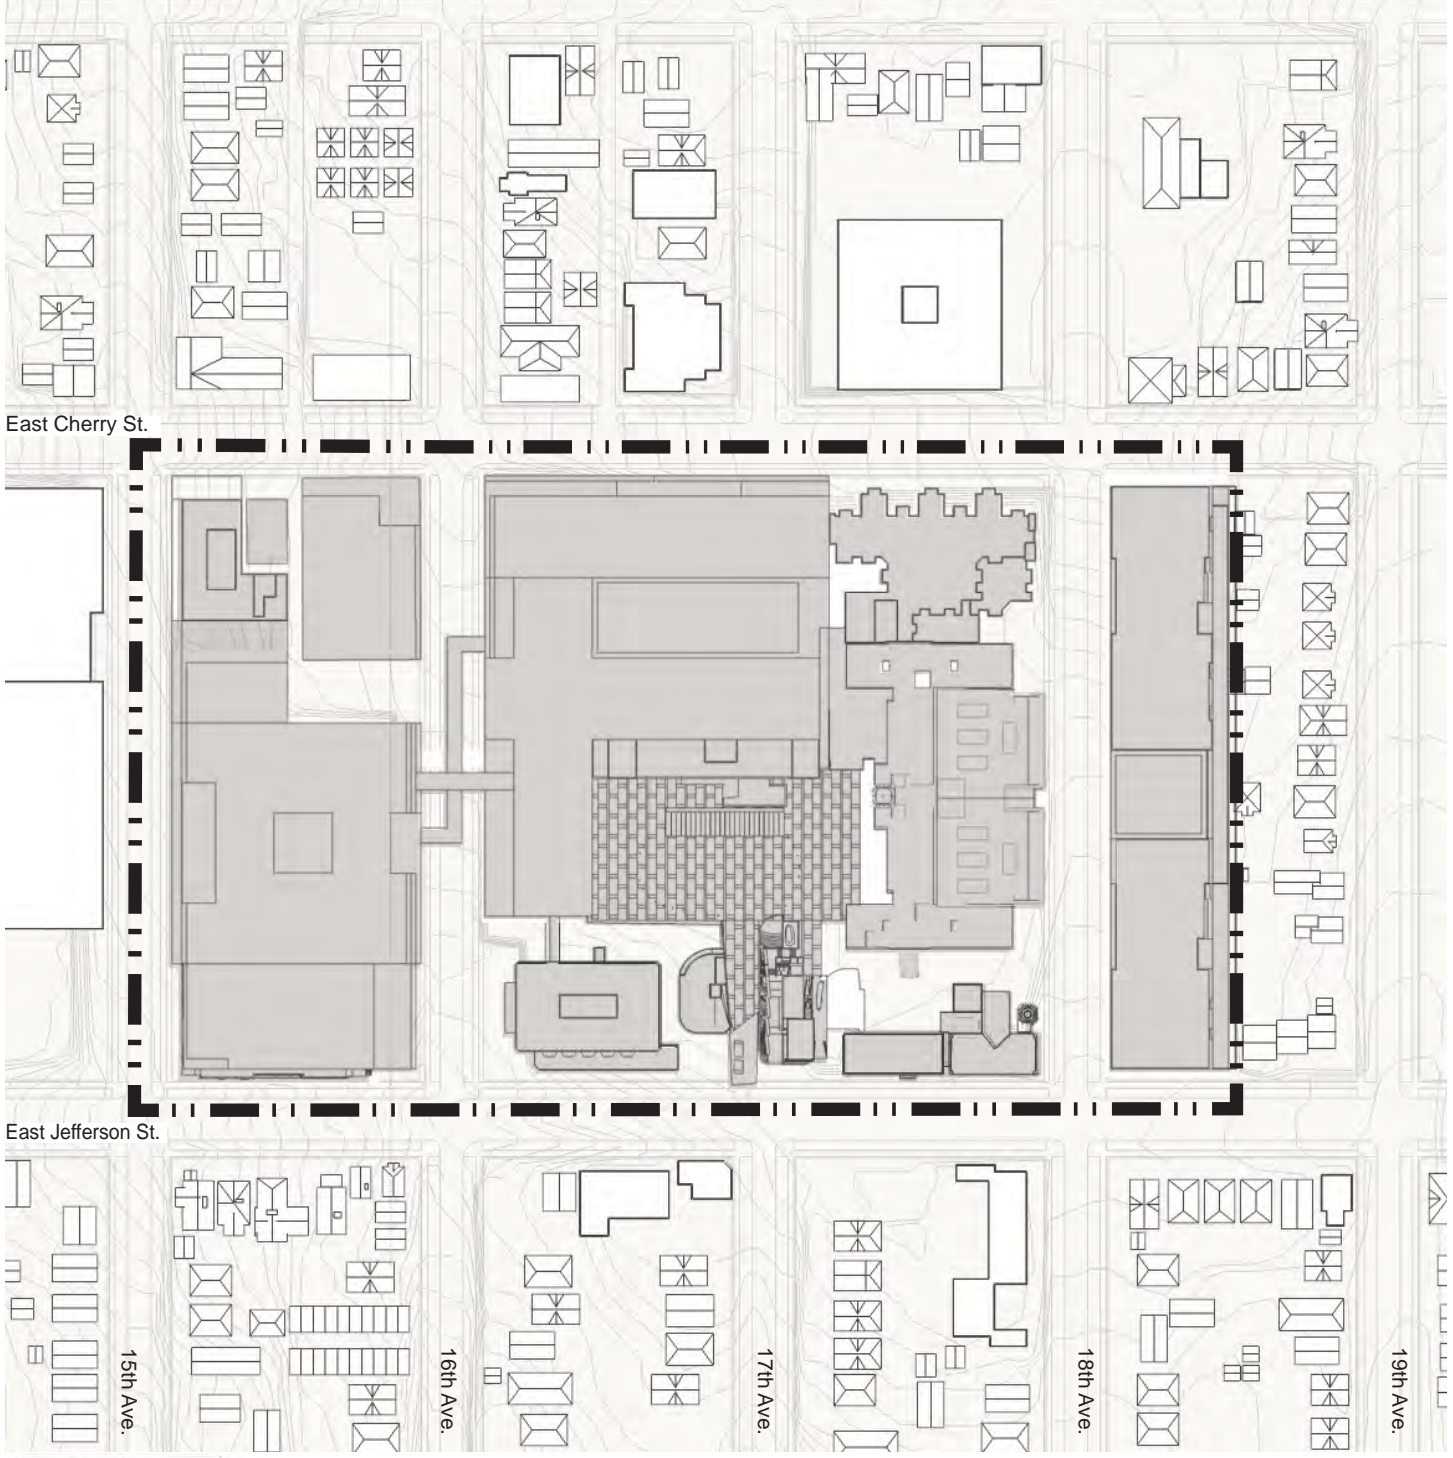 East Cherry St.
East Jefferson St.
15th Ave.
16th Ave.
17th Ave.
18th Ave.
19th Ave.